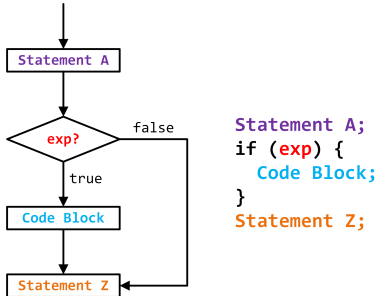 Statement A
exp?
false
true
Code Block
Statement Z
Statement A;
if (exp) {
  Code Block;
}
Statement Z;